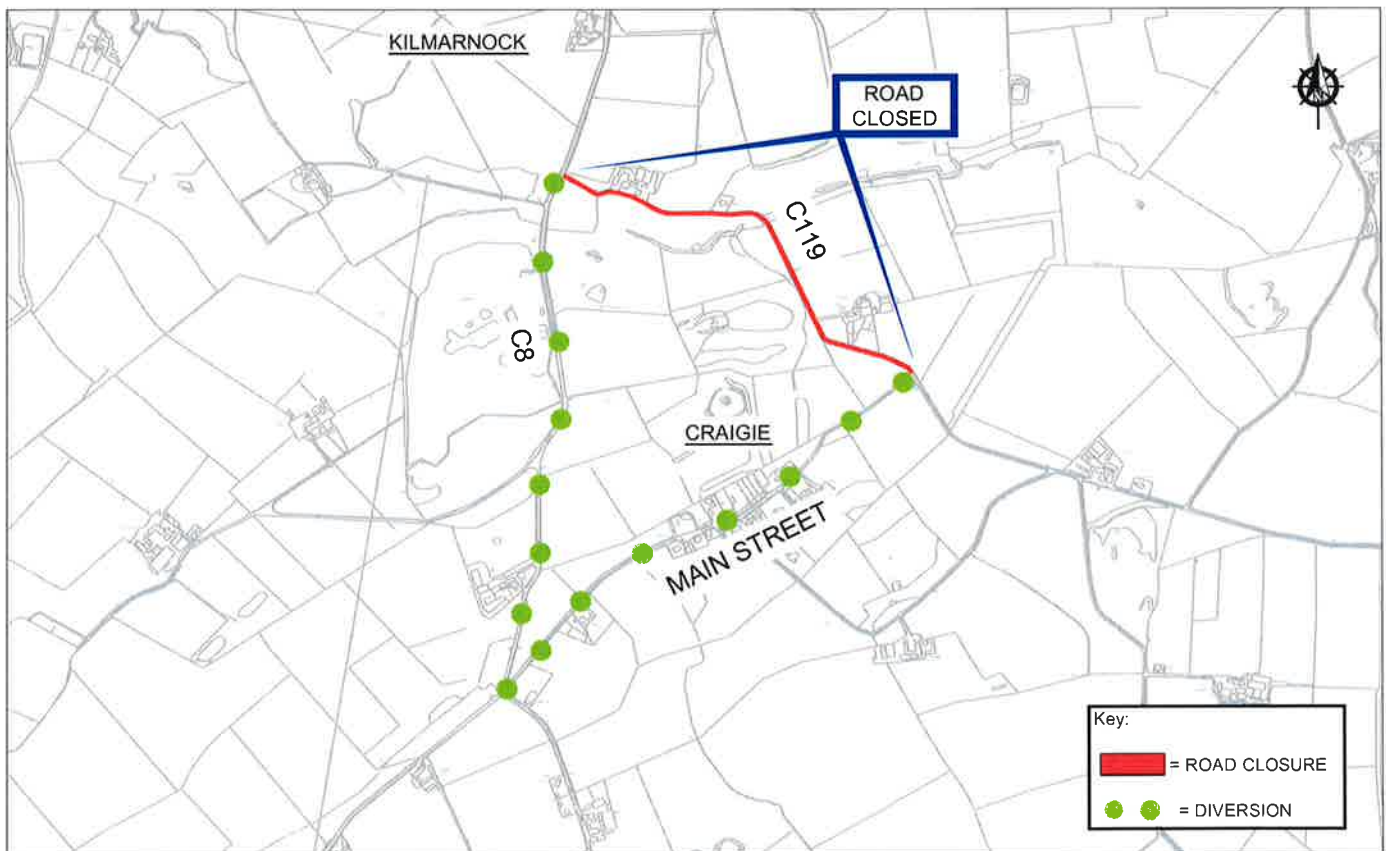 KILMARNOCK
ROAD
CLOSED
C119
C8
CRAIGIE
MAIN STREET
Key:
= ROAD CLOSURE
= DIVERSION